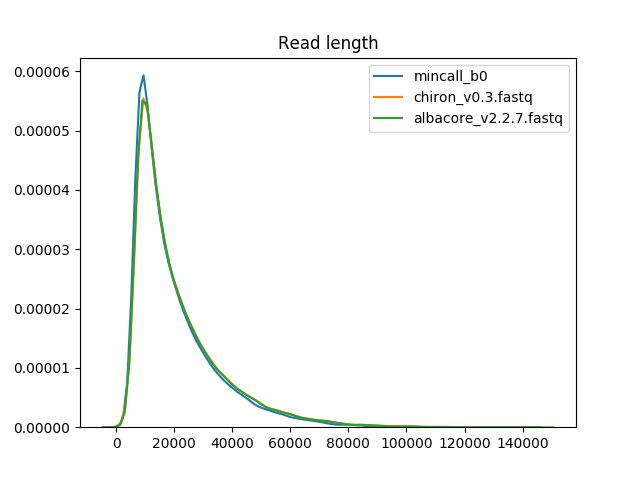 Read length
mincall_b0
chiron_v0.3.fastq
albacore_v2.2.7.fastq
0.00006
0.00005
0.00004
0.00003
0.00002
0.00001
0.00000
0 20000 40000 60000 80000 100000 120000 140000